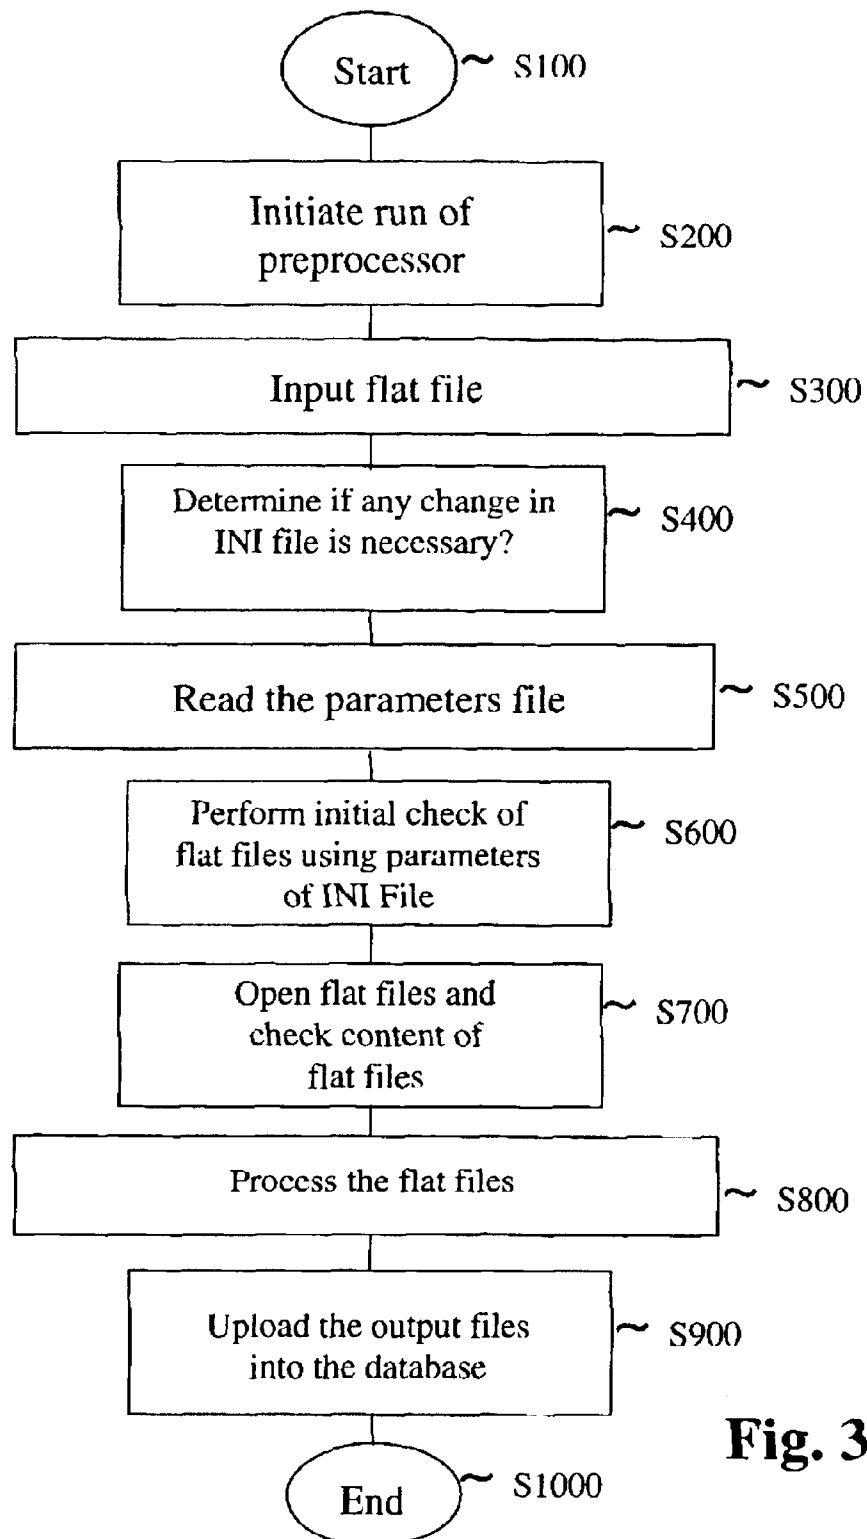 Start ~ S100
Initiate run of
preprocessor
~ S200
Input flat file ~ S300
Determine if any change in
INI file is necessary?
~ S400
Read the parameters file ~ S500
Perform initial check of
flat files using parameters
of INI File
~ S600
Open flat files and
check content of
flat files
~ S700
Process the flat files ~ S800
Upload the output files
into the database
~ S900
Fig. 3
End ~ S1000